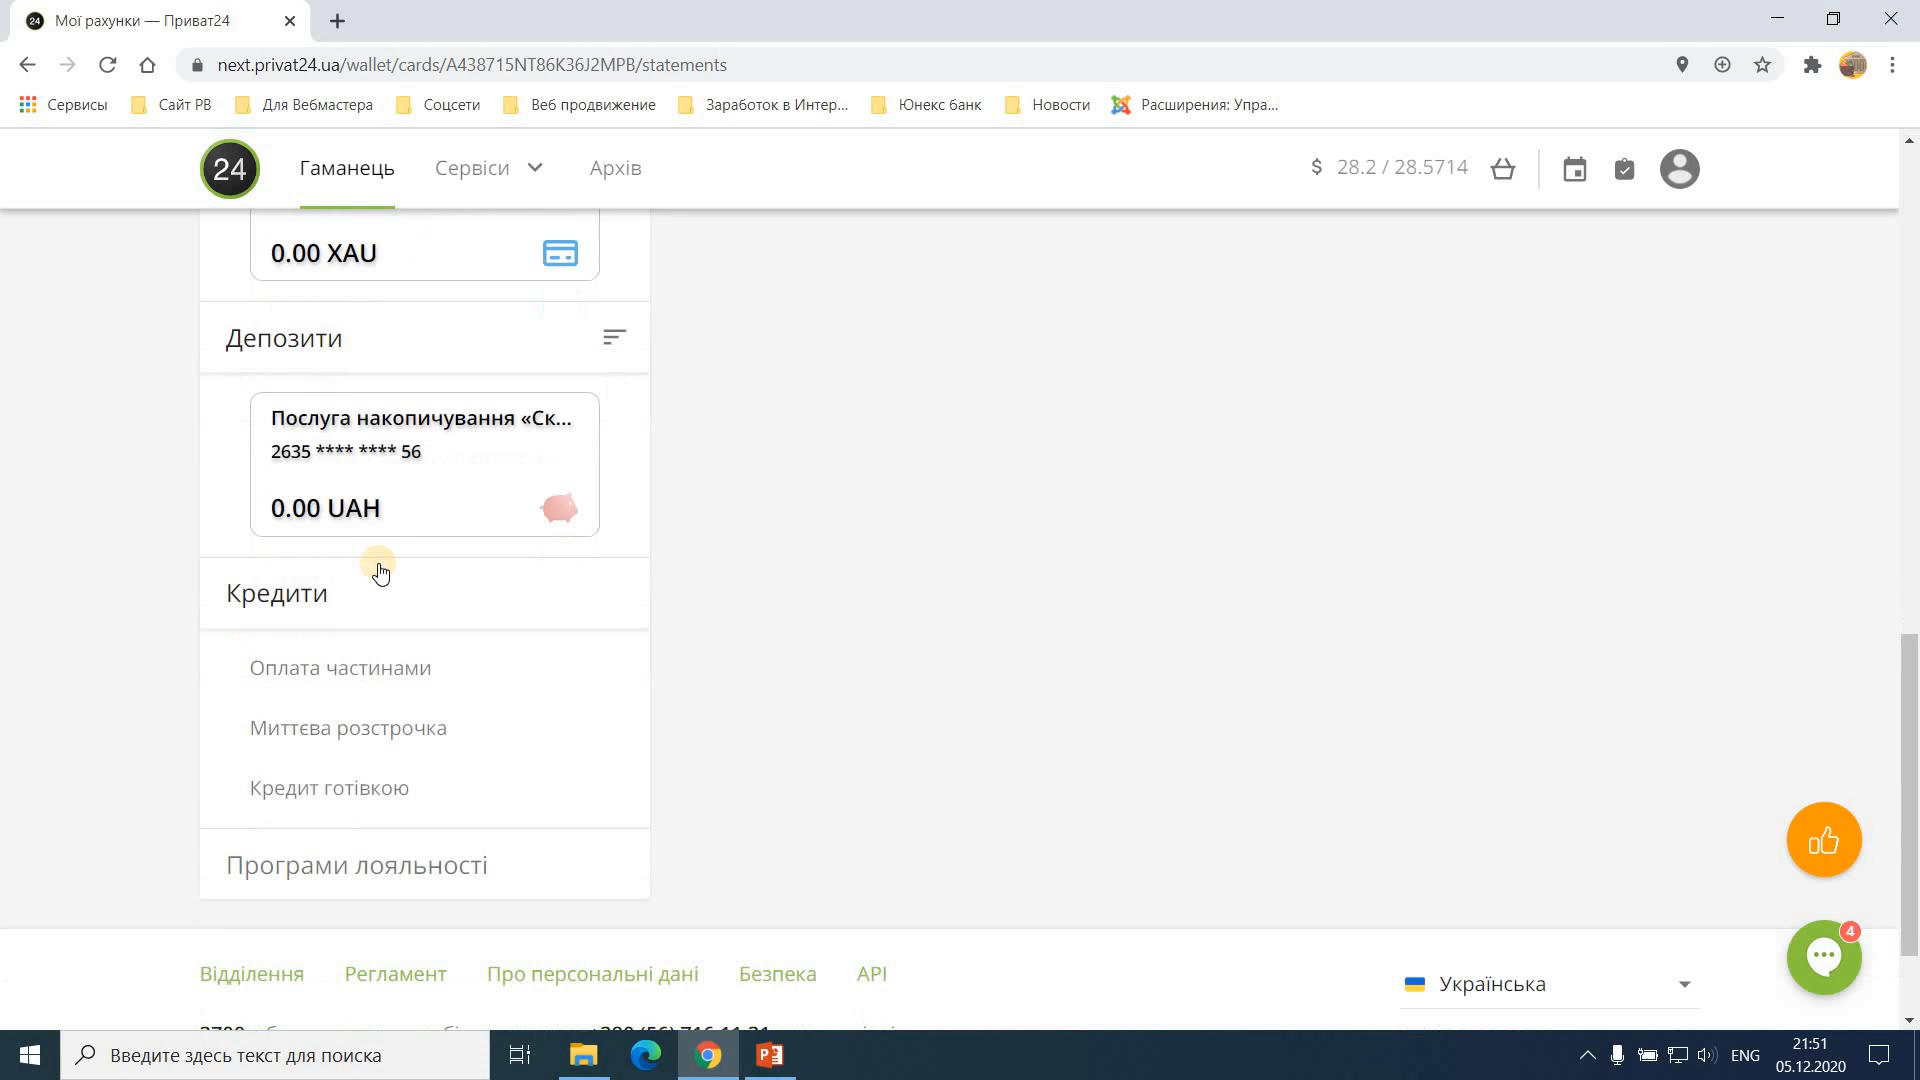 24 Мої рахунки — Приват24
next.privat24.ua/wallet/cards/A438715NT86K36J2MPB/statements
Сервисы Сайт РВ Для Вебмастера Соцсети Веб продвижение Заработок в Интер... Юнекс банк Новости Расширения: Упра...
24 Гаманець Сервіси Архів $ 28.2 / 28.5714
0.00 XAU
Депозити
Послуга накопичування «Ск...
2635 **** **** 56
0.00 UAH
Кредити
Оплата частинами
Миттєва розстрочка
Кредит готівкою
Програми лояльності
4
Відділення Регламент Про персональні дані Безпека API
Українська
Введите здесь текст для поиска
ENG
21:51
05.12.2020